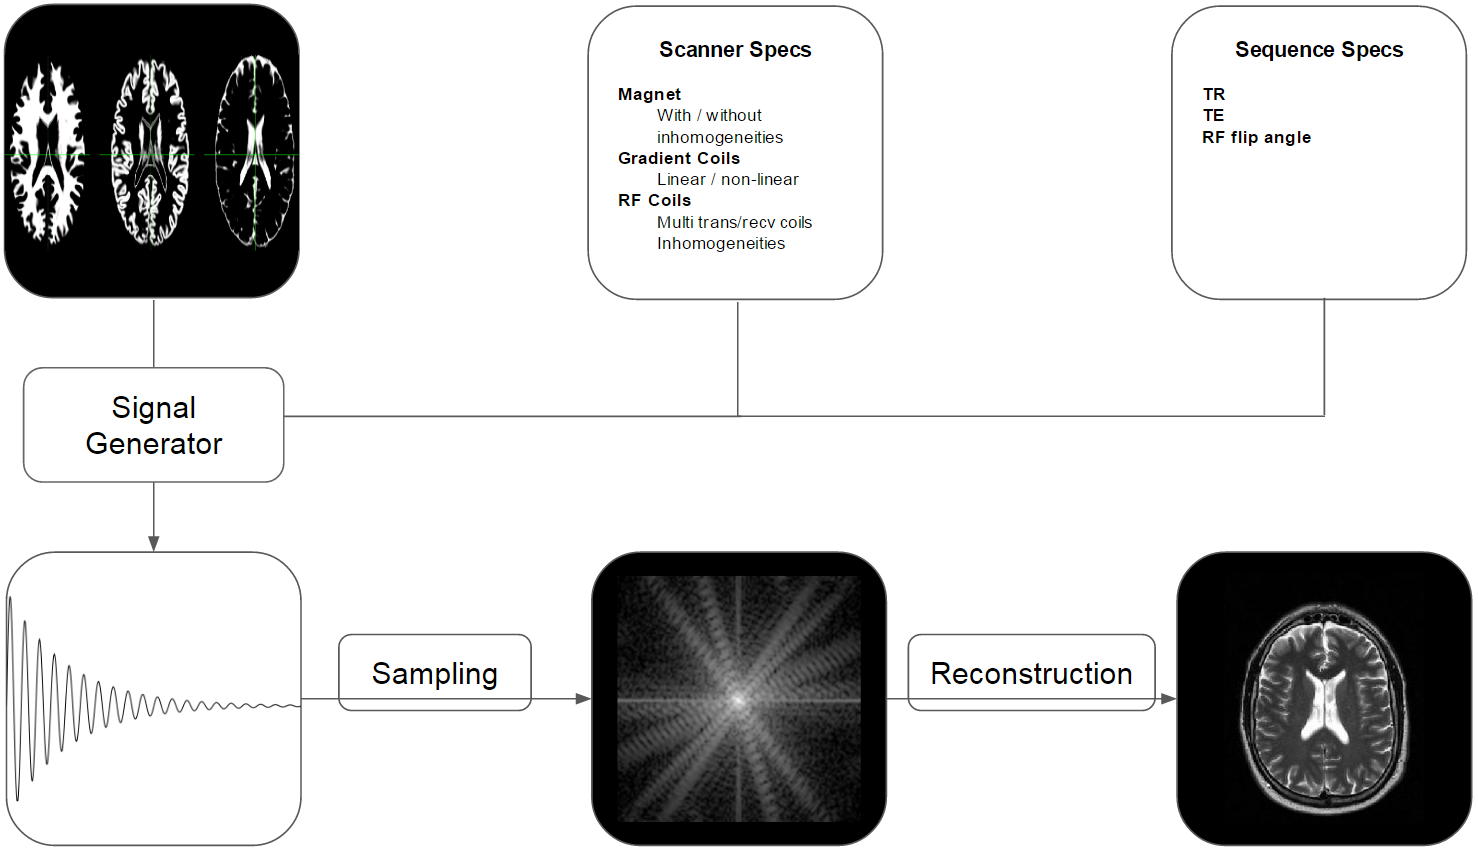 Scanner Specs
Magnet
With / without
inhomogeneities
Gradient Coils
Linear / non-linear
RF Coils
Multi trans/recv coils
Inhomogeneities
Sequence Specs
TR
TE
RF flip angle
Signal
Generator
Sampling
Reconstruction